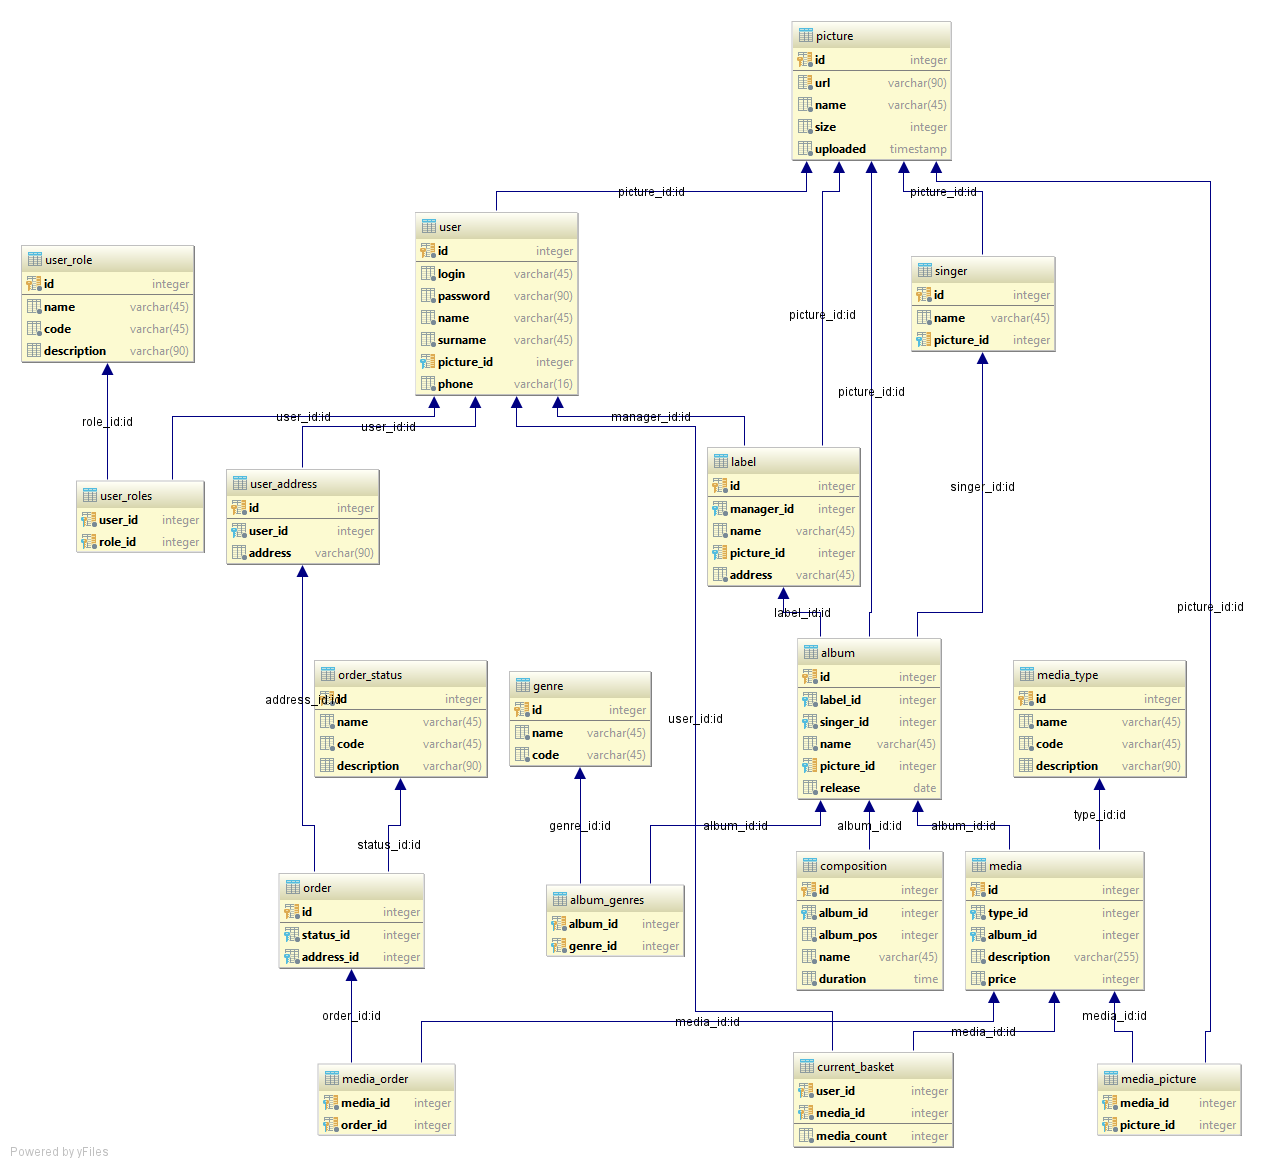 picture
id integer
url varchar(90)
name varchar(45)
size integer
uploaded timestamp
picture_id:id
picture_id:id
user
id integer
login varchar(45)
password varchar(90)
name varchar(45)
surname varchar(45)
picture_id integer
phone varchar(16)
user_role
id integer
name varchar(45)
code varchar(45)
description varchar(90)
singer
id integer
name varchar(45)
picture_id integer
picture_id:id
picture_id:id
role_id:id
user_id:id
user_id:id
manager_id:id
label
id integer
manager_id integer
name varchar(45)
picture_id integer
address varchar(45)
user_roles
user_id integer
role_id integer
user_address
id integer
user_id integer
address varchar(90)
singer_id:id
label_id:id
picture_id:id
album
id integer
label_id integer
singer_id integer
name varchar(45)
picture_id integer
release date
order_status
id integer
name varchar(45)
code varchar(45)
description varchar(90)
address_id:id
genre
id integer
name varchar(45)
code varchar(45)
user_id:id
media_type
id integer
name varchar(45)
code varchar(45)
description varchar(90)
status_id:id
genre_id:id
album_id:id
album_id:id
album_id:id
type_id:id
order
id integer
status_id integer
address_id integer
album_genres
album_id integer
genre_id integer
composition
id integer
album_id integer
album_pos integer
name varchar(45)
duration time
media
id integer
type_id integer
album_id integer
description varchar(255)
price integer
order_id:id
media_id:id
media_id:id
media_id:id
media_order
media_id integer
order_id integer
current_basket
user_id integer
media_id integer
media_count integer
media_picture
media_id integer
picture_id integer
Powered by yFiles